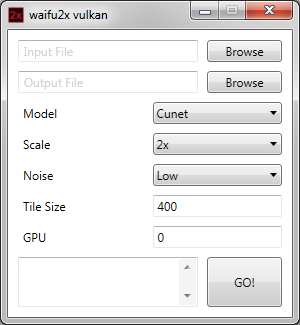 2x waifu2x vulkan
Input File Browse
Output File Browse
Model Cunet
Scale 2x
Noise Low
Tile Size 400
GPU 0
GO!